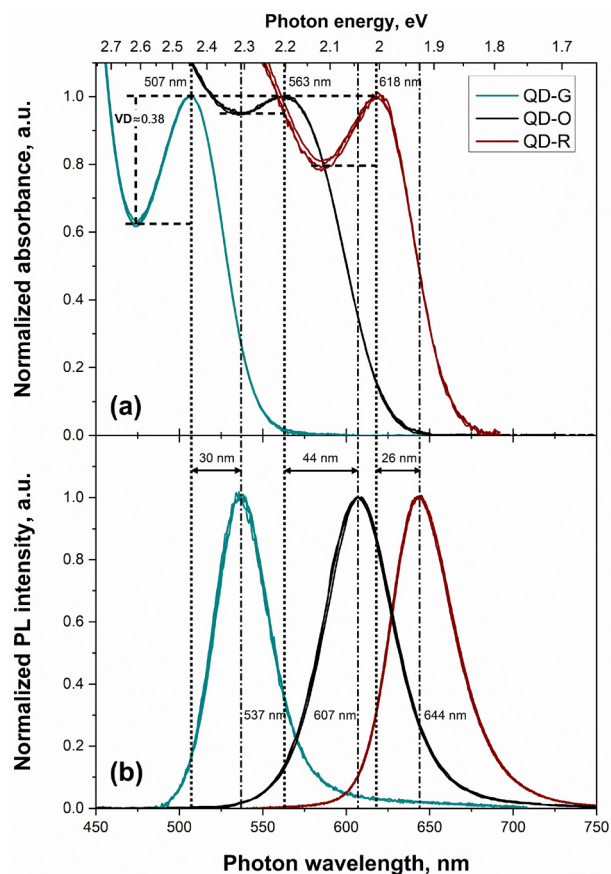 Photon energy, eV
2.7 2.6 2.5 2.4 2.3 2.2 2.1 2 1.9 1.8 1.7
507 nm 563 nm 618 nm
QD-G
QD-O
QD-R
VD≈0.38
Normalized absorbance, a.u.
1.0
0.8
0.6
0.4
0.2
0.0
(a)
30 nm 44 nm 26 nm
Normalized PL intensity, a.u.
1.0
0.8
0.6
0.4
0.2
0.0
537 nm 607 nm 644 nm
(b)
450 500 550 600 650 700 750
Photon wavelength, nm